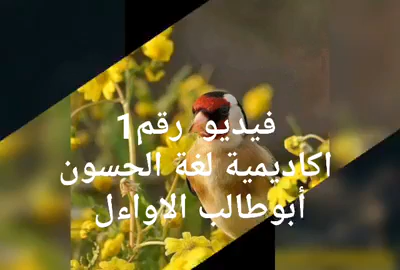 فيديو رقم1
اكاديمية لغة الحسون
أبوطالب الاواءل